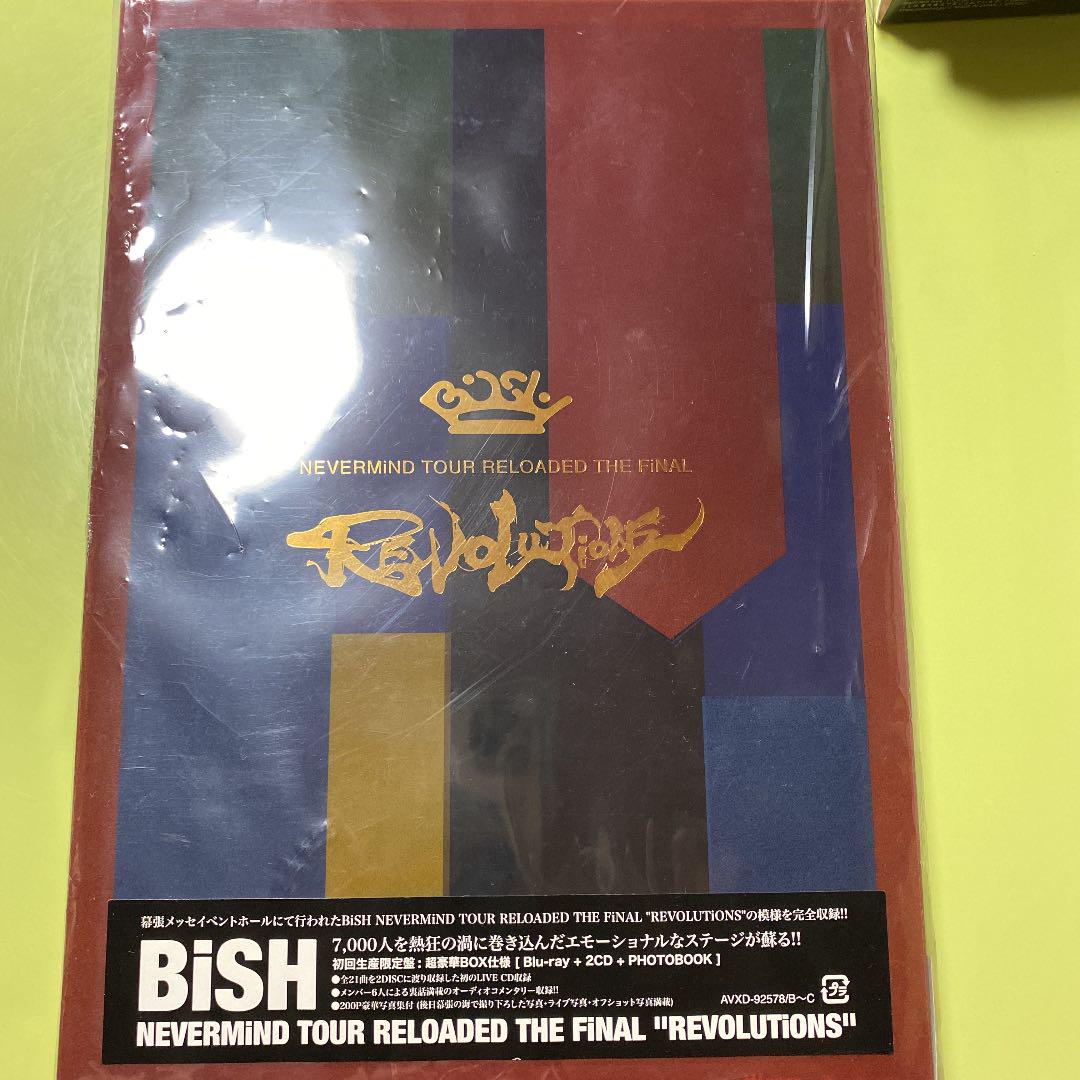 BiSH
NEVERMiND TOUR RELOADED THE FiNAL
REVOLUTiONS
幕張メッセイベントホールにて行われたBiSH NEVERMiND TOUR RELOADED THE FiNAL "REVOLUTiONS"の模様を完全収録!!
BiSH
7,000人を熱狂の渦に巻き込んだエモーショナルなステージが蘇る!!
初回生産限定盤:超豪華BOX仕様 [ Blu-ray + 2CD + PHOTOBOOK ]
●全21曲を2DISCに渡り収録した初のLIVE CD収録
●メンバー6人による裏話満載のオーディオコメンタリー収録!!
●200P豪華写真集付 (後日幕張の海で撮り下ろした写真・ライブ写真・オフショット写真満載)
AVXD-92578/B〜C
NEVERMiND TOUR RELOADED THE FiNAL "REVOLUTiONS"